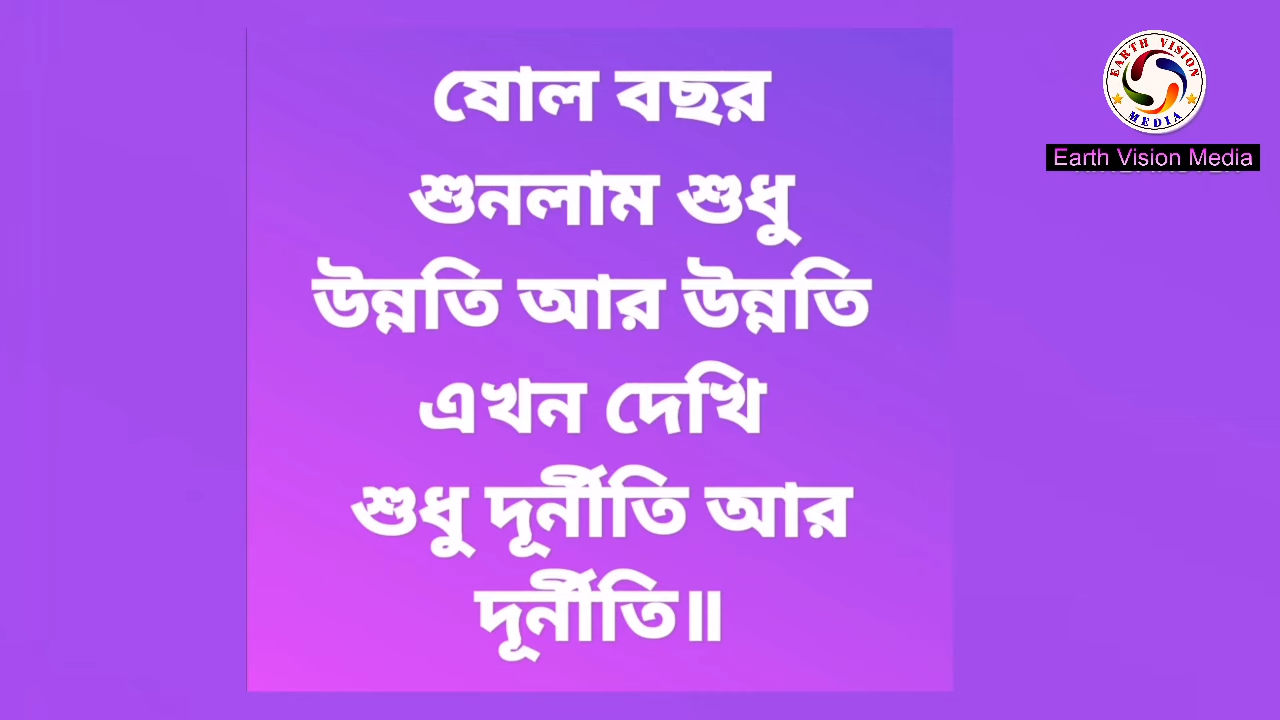 ষোল বছর
শুনলাম শুধু
উন্নতি আর উন্নতি
এখন দেখি
শুধু দূর্নীতি আর
দূর্নীতি॥
EARTH VISION
MEDIA
Earth Vision Media